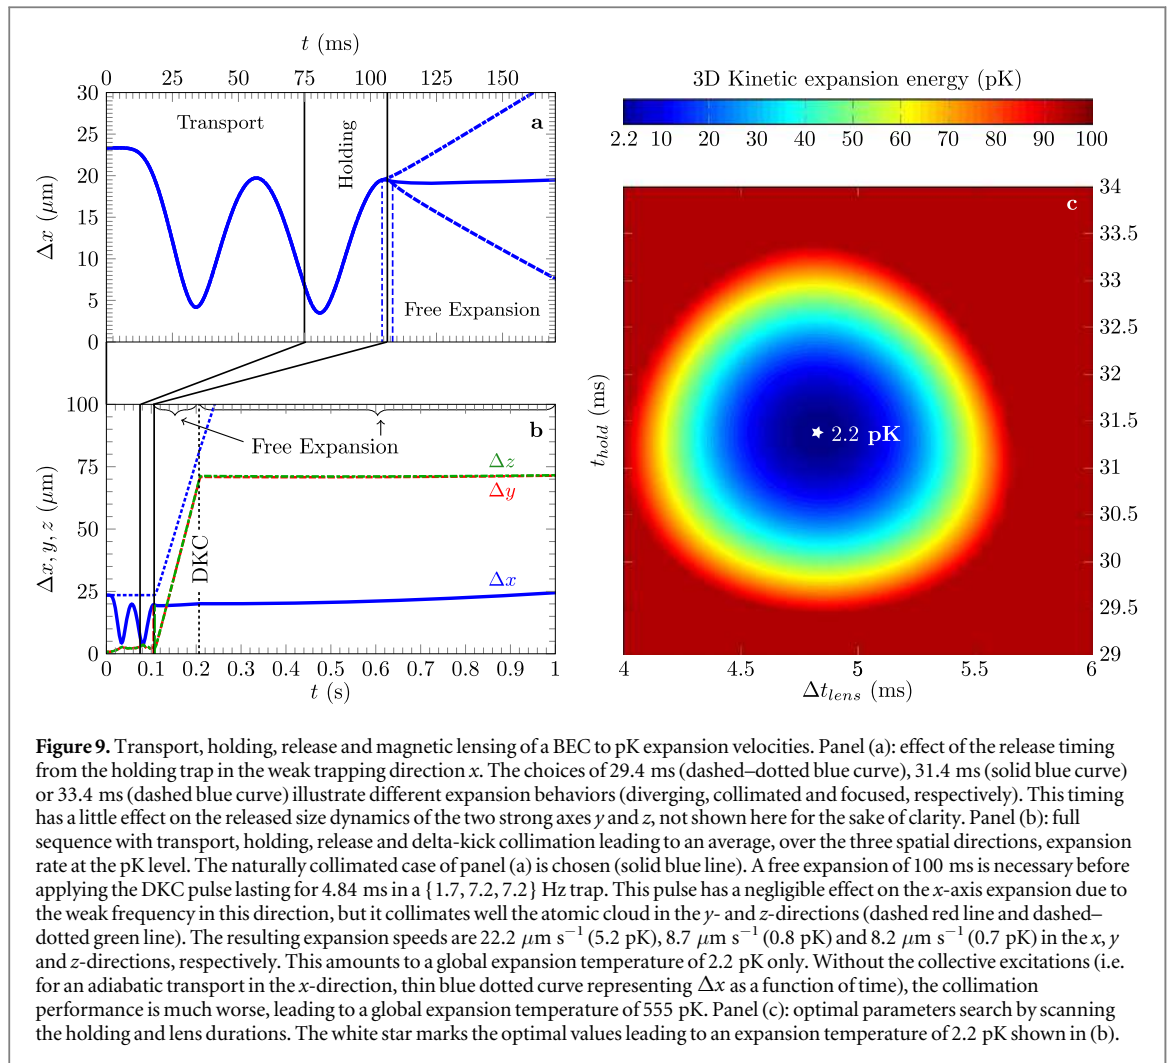 t (ms)
0 25 50 75 100 125 150
30
25
20
15
10
5
0
Δx (μm)
Transport
Holding
a
Free Expansion
100
75
50
25
0
Δx, y, z (μm)
b
Free Expansion
↑
DKC
Δz
Δy
Δx
0 0.1 0.2 0.3 0.4 0.5 0.6 0.7 0.8 0.9 1
t (s)
3D Kinetic expansion energy (pK)
2.2 10 20 30 40 50 60 70 80 90 100
c
2.2 pK
t_hold (ms)
34
33.5
33
32.5
32
31.5
31
30.5
30
29.5
29
4 4.5 5 5.5 6
Δt_lens (ms)
Figure 9. Transport, holding, release and magnetic lensing of a BEC to pK expansion velocities. Panel (a): effect of the release timing
from the holding trap in the weak trapping direction x. The choices of 29.4 ms (dashed–dotted blue curve), 31.4 ms (solid blue curve)
or 33.4 ms (dashed blue curve) illustrate different expansion behaviors (diverging, collimated and focused, respectively). This timing
has a little effect on the released size dynamics of the two strong axes y and z, not shown here for the sake of clarity. Panel (b): full
sequence with transport, holding, release and delta-kick collimation leading to an average, over the three spatial directions, expansion
rate at the pK level. The naturally collimated case of panel (a) is chosen (solid blue line). A free expansion of 100 ms is necessary before
applying the DKC pulse lasting for 4.84 ms in a {1.7, 7.2, 7.2} Hz trap. This pulse has a negligible effect on the x-axis expansion due to
the weak frequency in this direction, but it collimates well the atomic cloud in the y- and z-directions (dashed red line and dashed–
dotted green line). The resulting expansion speeds are 22.2 μm s⁻¹ (5.2 pK), 8.7 μm s⁻¹ (0.8 pK) and 8.2 μm s⁻¹ (0.7 pK) in the x, y
and z-directions, respectively. This amounts to a global expansion temperature of 2.2 pK only. Without the collective excitations (i.e.
for an adiabatic transport in the x-direction, thin blue dotted curve representing Δx as a function of time), the collimation
performance is much worse, leading to a global expansion temperature of 555 pK. Panel (c): optimal parameters search by scanning
the holding and lens durations. The white star marks the optimal values leading to an expansion temperature of 2.2 pK shown in (b).